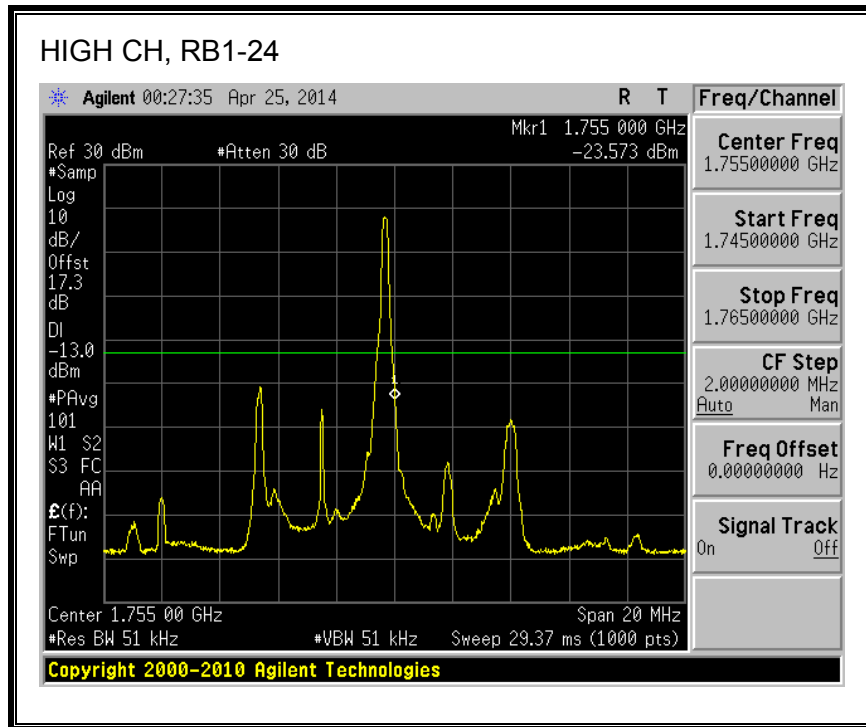 HIGH CH, RB1-24
Agilent 00:27:35 Apr 25, 2014 R T Freq/Channel
Mkr1 1.755 000 GHz
Ref 30 dBm #Atten 30 dB -23.573 dBm
#Samp
Log
10
dB/
Offst
17.3
dB
DI
-13.0
dBm
#PAvg
101
W1 S2
S3 FC
AA
£(f):
FTun
Swp
1
Center 1.755 00 GHz Span 20 MHz
#Res BW 51 kHz #VBW 51 kHz Sweep 29.37 ms (1000 pts)
Center Freq
1.75500000 GHz
Start Freq
1.74500000 GHz
Stop Freq
1.76500000 GHz
CF Step
2.00000000 MHz
Auto Man
Freq Offset
0.00000000 Hz
Signal Track
On Off
Copyright 2000-2010 Agilent Technologies